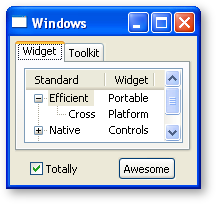 Windows
Widget Toolkit
Standard Widget
Efficient Portable
Cross Platform
Native Controls
Totally Awesome